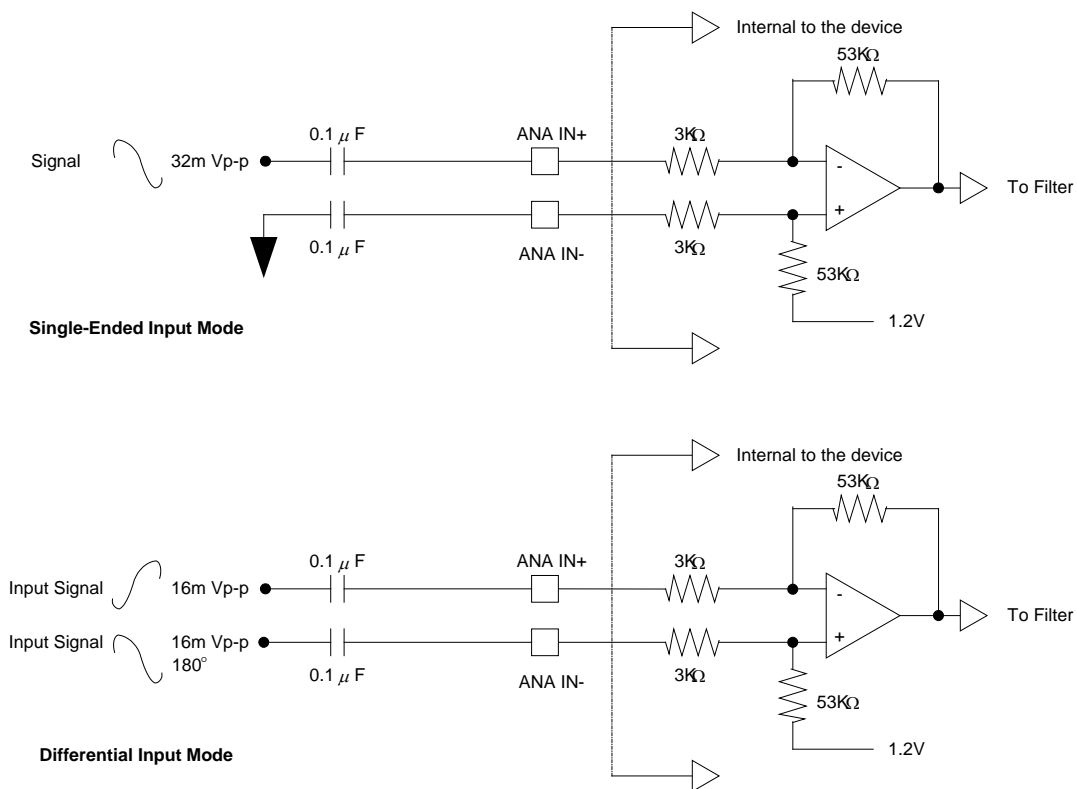 Internal to the device
53KΩ
0.1 μ F
ANA IN+
3KΩ
Signal
32m Vp-p
-
To Filter
+
0.1 μ F
ANA IN-
3KΩ
53KΩ
1.2V
Single-Ended Input Mode
Internal to the device
53KΩ
0.1 μ F
ANA IN+
3KΩ
Input Signal
16m Vp-p
-
To Filter
Input Signal
16m Vp-p
180°
+
0.1 μ F
ANA IN-
3KΩ
53KΩ
1.2V
Differential Input Mode